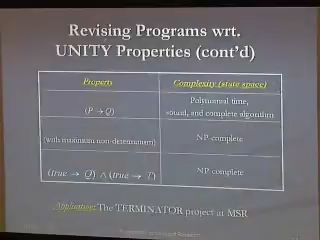 Revising Programs wrt.
UNITY Properties (cont'd)
Property
Complexity (state space)
(P → Q)
Polynomial time,
sound, and complete algorithm
(with maximum non-determinism)
NP-complete
(true → Q) ∧ (true → T)
NP-complete
Application: The TERMINATOR project at MSR